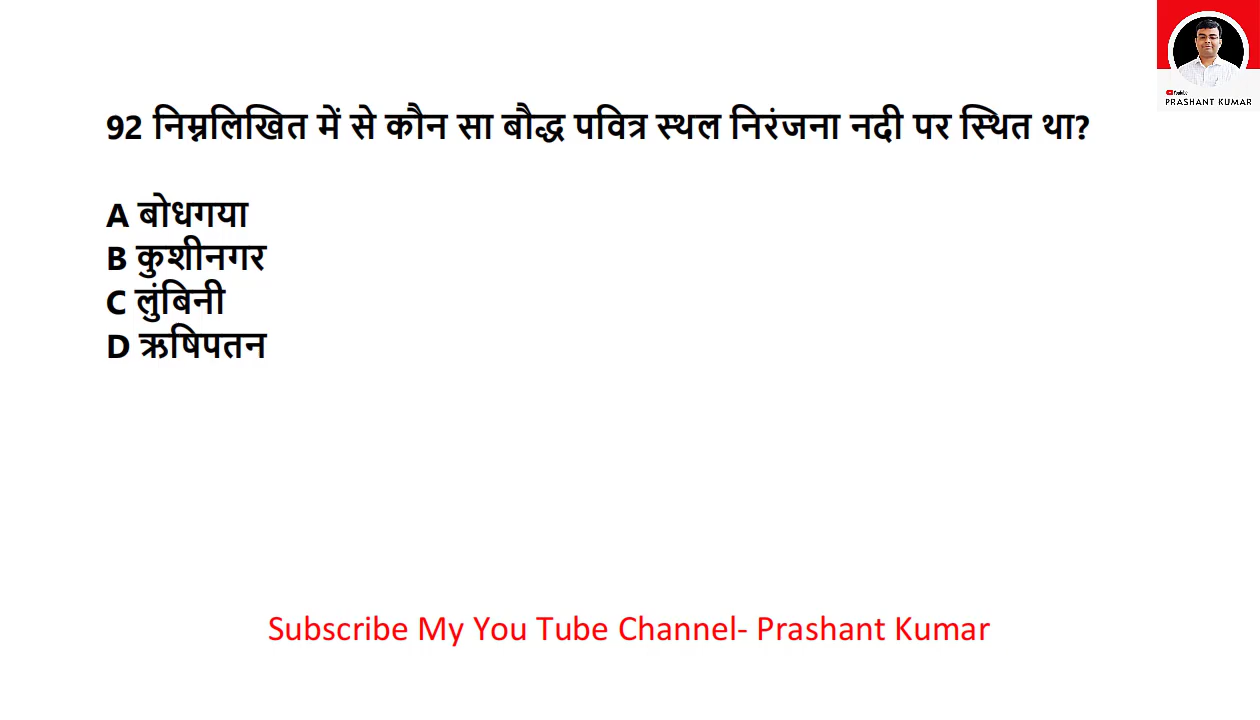 YouTube
PRASHANT KUMAR
92 निम्नलिखित में से कौन सा बौद्ध पवित्र स्थल निरंजना नदी पर स्थित था?
A बोधगया
B कुशीनगर
C लुंबिनी
D ऋषिपतन
Subscribe My You Tube Channel- Prashant Kumar